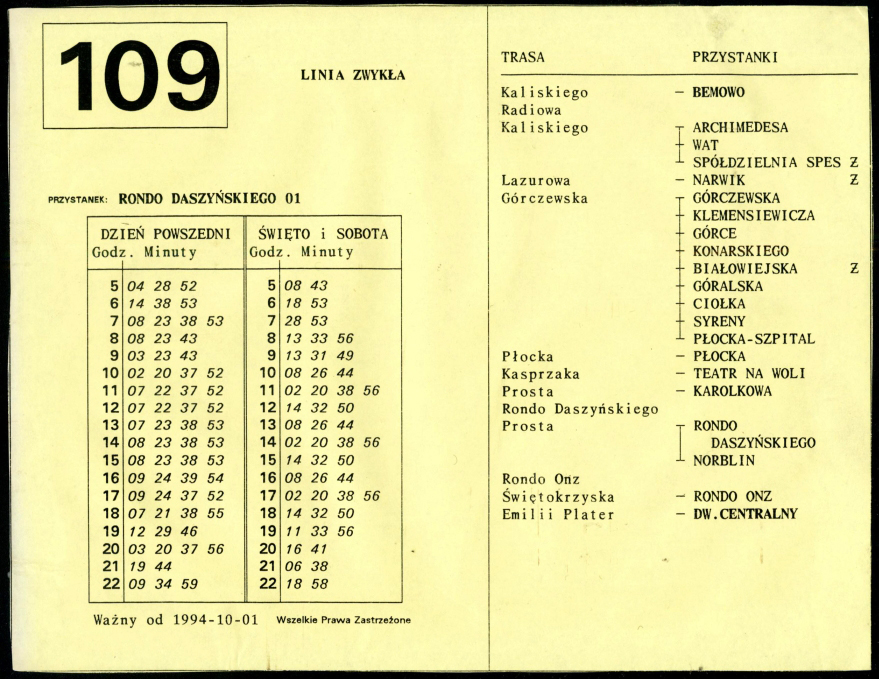 109
LINIA ZWYKŁA
PRZYSTANEK: RONDO DASZYŃSKIEGO 01
DZIEŃ POWSZEDNI ŚWIĘTO i SOBOTA
Godz. Minuty Godz. Minuty
5 04 28 52 5 08 43
6 14 38 53 6 18 53
7 08 23 38 53 7 28 53
8 08 23 43 8 13 33 56
9 03 23 43 9 13 31 49
10 02 20 37 52 10 08 26 44
11 07 22 37 52 11 02 20 38 56
12 07 22 37 52 12 14 32 50
13 07 23 38 53 13 08 26 44
14 08 23 38 53 14 02 20 38 56
15 08 23 38 53 15 14 32 50
16 09 24 39 54 16 08 26 44
17 09 24 37 52 17 02 20 38 56
18 07 21 38 55 18 14 32 50
19 12 29 46 19 11 33 56
20 03 20 37 56 20 16 41
21 19 44 21 06 38
22 09 34 59 22 18 58
Ważny od 1994-10-01 Wszelkie Prawa Zastrzeżone
TRASA PRZYSTANKI
Kaliskiego – BEMOWO
Radiowa
Kaliskiego ARCHIMEDESA
WAT
SPÓŁDZIELNIA SPES Ż
Lazurowa – NARWIK Ż
Górczewska GÓRCZEWSKA
KLEMENSIEWICZA
GÓRCE
KONARSKIEGO
BIAŁOWIEJSKA Ż
GÓRALSKA
CIOŁKA
SYRENY
PŁOCKA-SZPITAL
Płocka – PŁOCKA
Kasprzaka – TEATR NA WOLI
Prosta – KAROLKOWA
Rondo Daszyńskiego
Prosta RONDO
DASZYŃSKIEGO
NORBLIN
Rondo Onz
Świętokrzyska – RONDO ONZ
Emilii Plater – DW.CENTRALNY